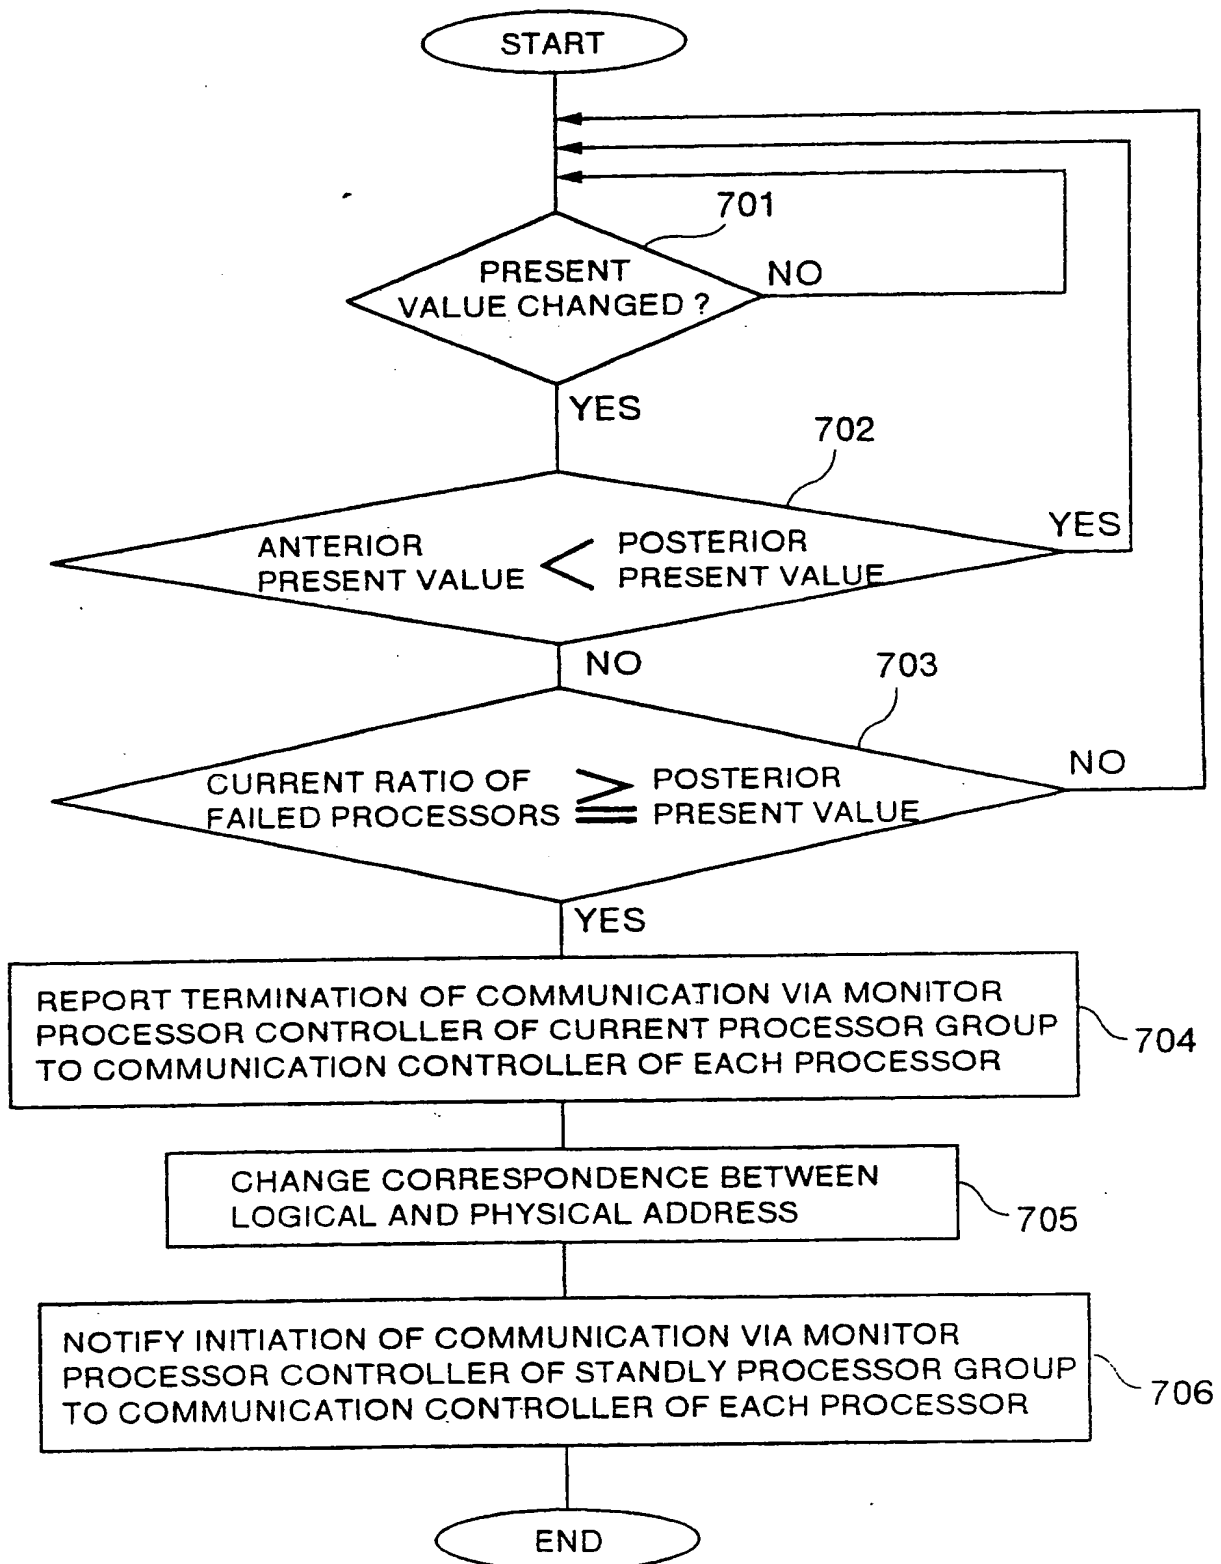 START
701
PRESENT
VALUE CHANGED ?
NO
YES
702
ANTERIOR
PRESENT VALUE
<
POSTERIOR
PRESENT VALUE
YES
NO
703
CURRENT RATIO OF
FAILED PROCESSORS
≧
POSTERIOR
PRESENT VALUE
NO
YES
REPORT TERMINATION OF COMMUNICATION VIA MONITOR
PROCESSOR CONTROLLER OF CURRENT PROCESSOR GROUP
TO COMMUNICATION CONTROLLER OF EACH PROCESSOR
704
CHANGE CORRESPONDENCE BETWEEN
LOGICAL AND PHYSICAL ADDRESS
705
NOTIFY INITIATION OF COMMUNICATION VIA MONITOR
PROCESSOR CONTROLLER OF STANDLY PROCESSOR GROUP
TO COMMUNICATION CONTROLLER OF EACH PROCESSOR
706
END